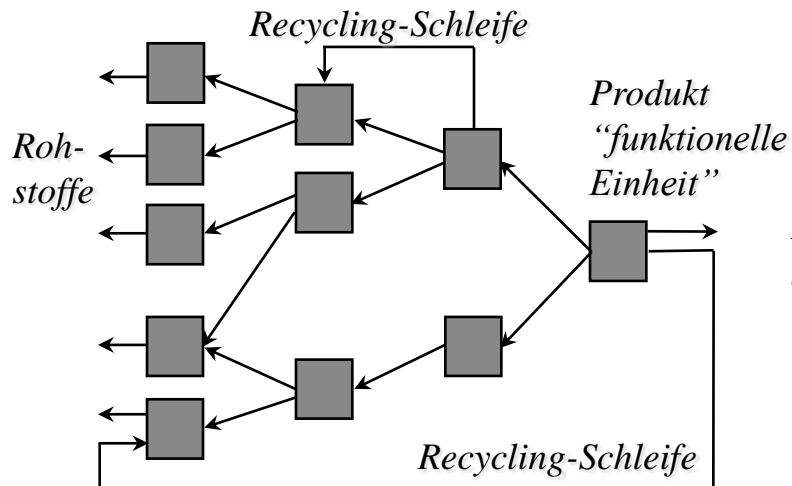 Recycling-Schleife
Produkt
“funktionelle
Einheit”
Roh-
stoffe
Recycling-Schleife